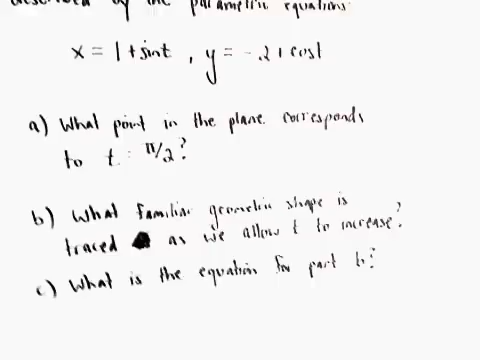 described by the parametric equations
x = 1 + sint , y = -2 + cost
a) What point in the plane corresponds
to t = π/2?
b) What familiar geometric shape is
traced as we allow t to increase?
c) What is the equation for part b?